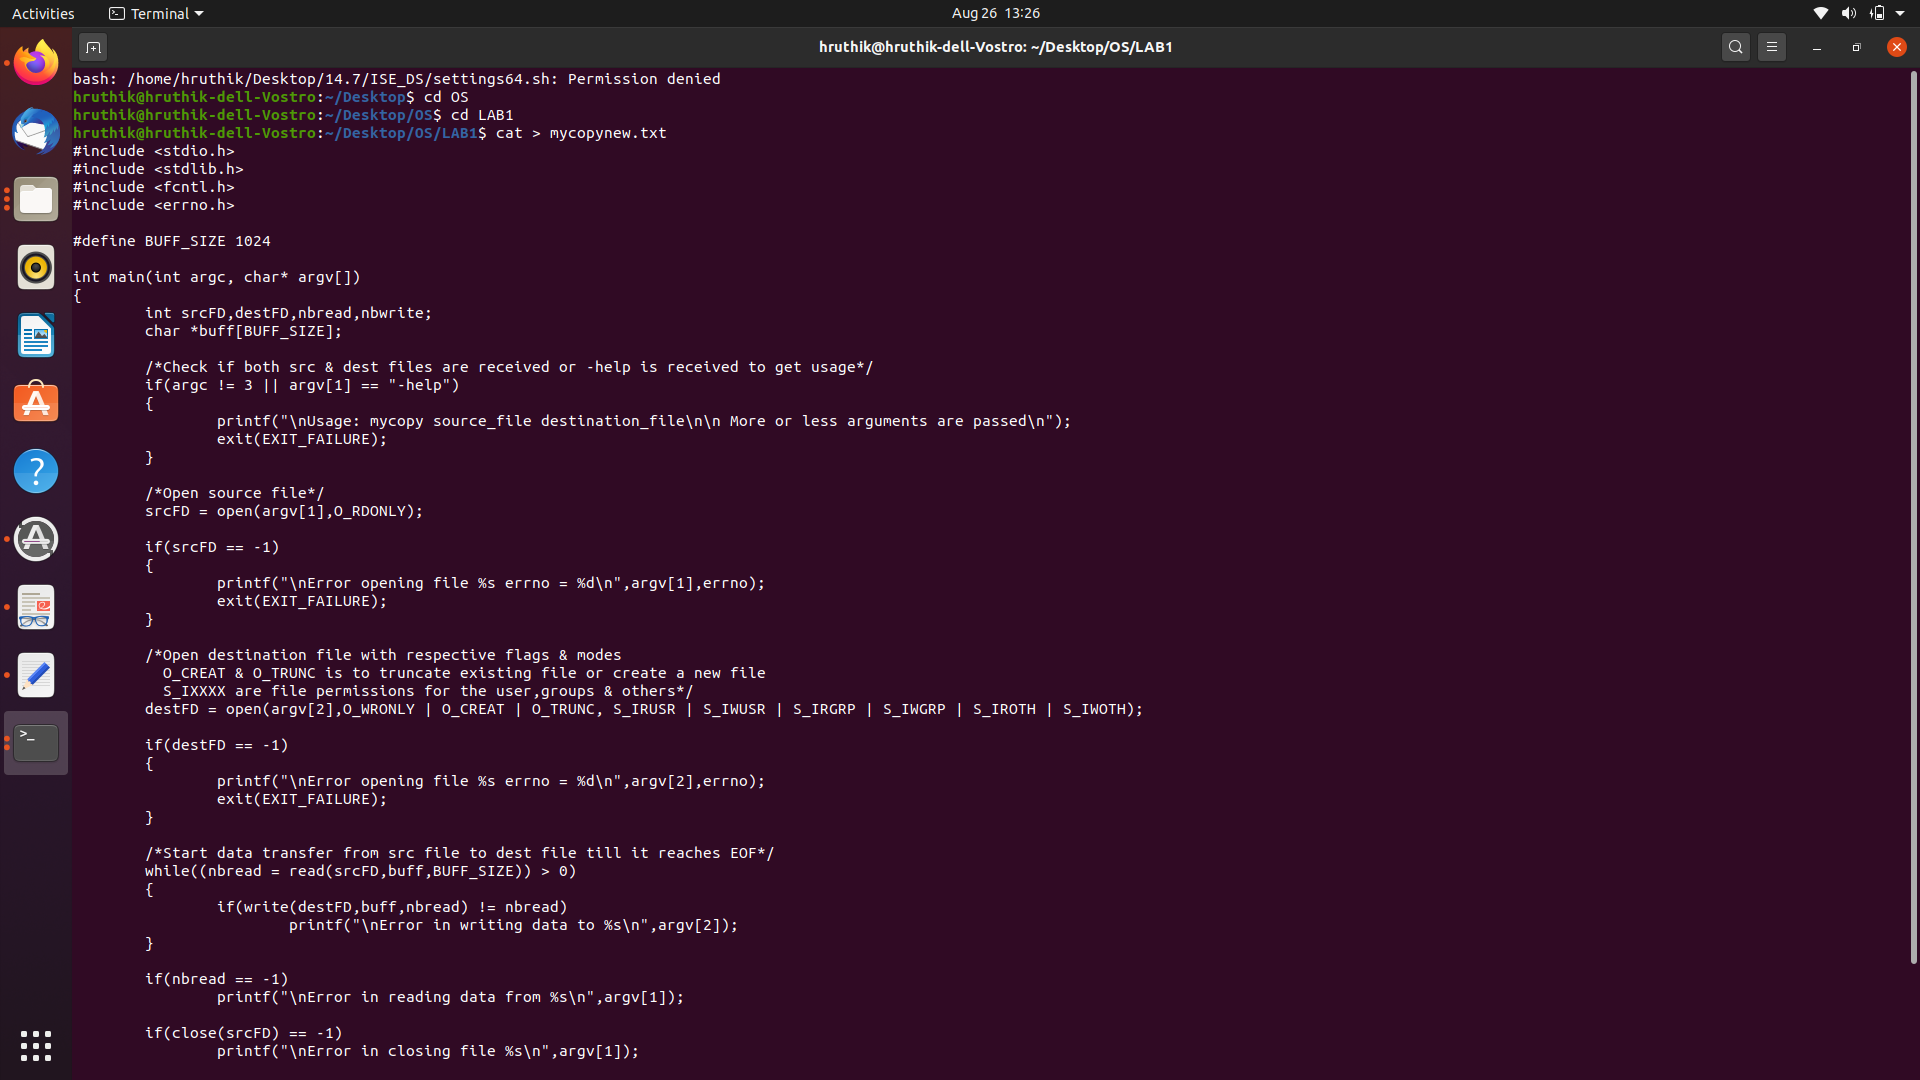 Activities
Terminal
Aug 26 13:26
hruthik@hruthik-dell-Vostro: ~/Desktop/OS/LAB1
bash: /home/hruthik/Desktop/14.7/ISE_DS/settings64.sh: Permission denied
hruthik@hruthik-dell-Vostro:~/Desktop$ cd OS
hruthik@hruthik-dell-Vostro:~/Desktop/OS$ cd LAB1
hruthik@hruthik-dell-Vostro:~/Desktop/OS/LAB1$ cat > mycopynew.txt
#include <stdio.h>
#include <stdlib.h>
#include <fcntl.h>
#include <errno.h>
#define BUFF_SIZE 1024
int main(int argc, char* argv[])
{
int srcFD,destFD,nbread,nbwrite;
char *buff[BUFF_SIZE];
/*Check if both src & dest files are received or -help is received to get usage*/
if(argc != 3 || argv[1] == "-help")
{
printf("\nUsage: mycopy source_file destination_file\n\n More or less arguments are passed\n");
exit(EXIT_FAILURE);
}
/*Open source file*/
srcFD = open(argv[1],O_RDONLY);
if(srcFD == -1)
{
printf("\nError opening file %s errno = %d\n",argv[1],errno);
exit(EXIT_FAILURE);
}
/*Open destination file with respective flags & modes
O_CREAT & O_TRUNC is to truncate existing file or create a new file
S_IXXXX are file permissions for the user,groups & others*/
destFD = open(argv[2],O_WRONLY | O_CREAT | O_TRUNC, S_IRUSR | S_IWUSR | S_IRGRP | S_IWGRP | S_IROTH | S_IWOTH);
if(destFD == -1)
{
printf("\nError opening file %s errno = %d\n",argv[2],errno);
exit(EXIT_FAILURE);
}
/*Start data transfer from src file to dest file till it reaches EOF*/
while((nbread = read(srcFD,buff,BUFF_SIZE)) > 0)
{
if(write(destFD,buff,nbread) != nbread)
printf("\nError in writing data to %s\n",argv[2]);
}
if(nbread == -1)
printf("\nError in reading data from %s\n",argv[1]);
if(close(srcFD) == -1)
printf("\nError in closing file %s\n",argv[1]);